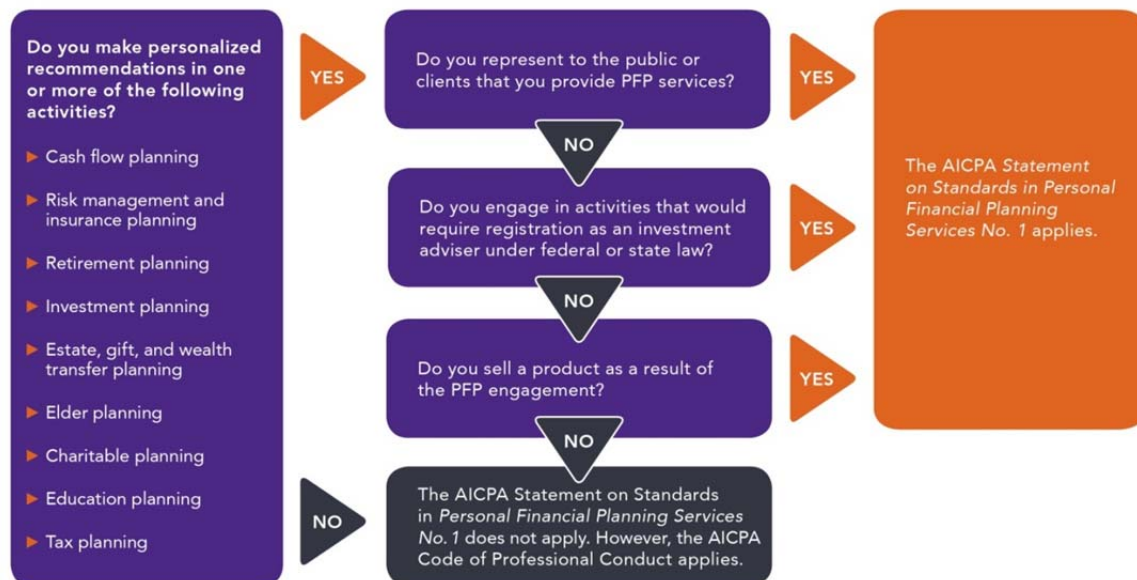 Do you make personalized
recommendations in one
or more of the following
activities?
Cash flow planning
Risk management and
insurance planning
Retirement planning
Investment planning
Estate, gift, and wealth
transfer planning
Elder planning
Charitable planning
Education planning
Tax planning
YES
Do you represent to the public or
clients that you provide PFP services?
YES
NO
Do you engage in activities that would
require registration as an investment
adviser under federal or state law?
YES
NO
Do you sell a product as a result of
the PFP engagement?
YES
NO
The AICPA Statement
on Standards in Personal
Financial Planning
Services No. 1 applies.
NO
The AICPA Statement on Standards
in Personal Financial Planning Services
No. 1 does not apply. However, the AICPA
Code of Professional Conduct applies.